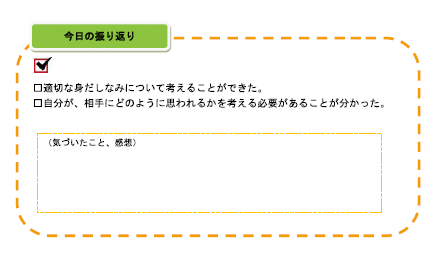 今日の振り返り
□適切な身だしなみについて考えることができた。
□自分が、相手にどのように思われるかを考える必要があることが分かった。
（気づいたこと、感想）